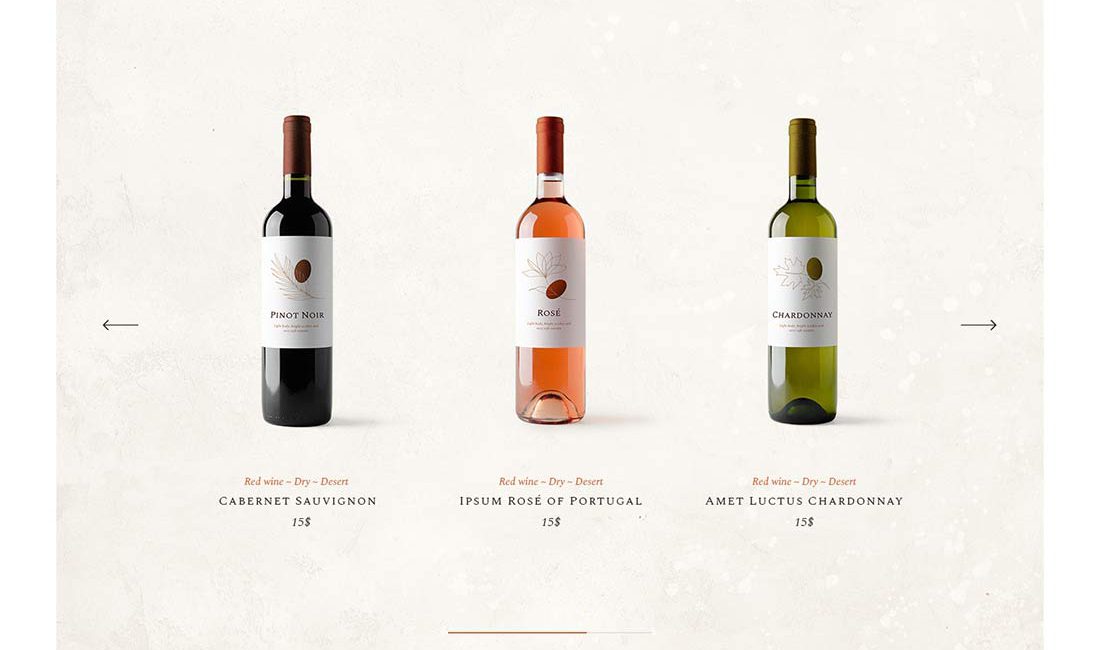 PINOT NOIR
ROSÉ
CHARDONNAY
Red wine ~ Dry ~ Desert
CABERNET SAUVIGNON
15$
Red wine ~ Dry ~ Desert
IPSUM ROSÉ OF PORTUGAL
15$
Red wine ~ Dry ~ Desert
AMET LUCTUS CHARDONNAY
15$